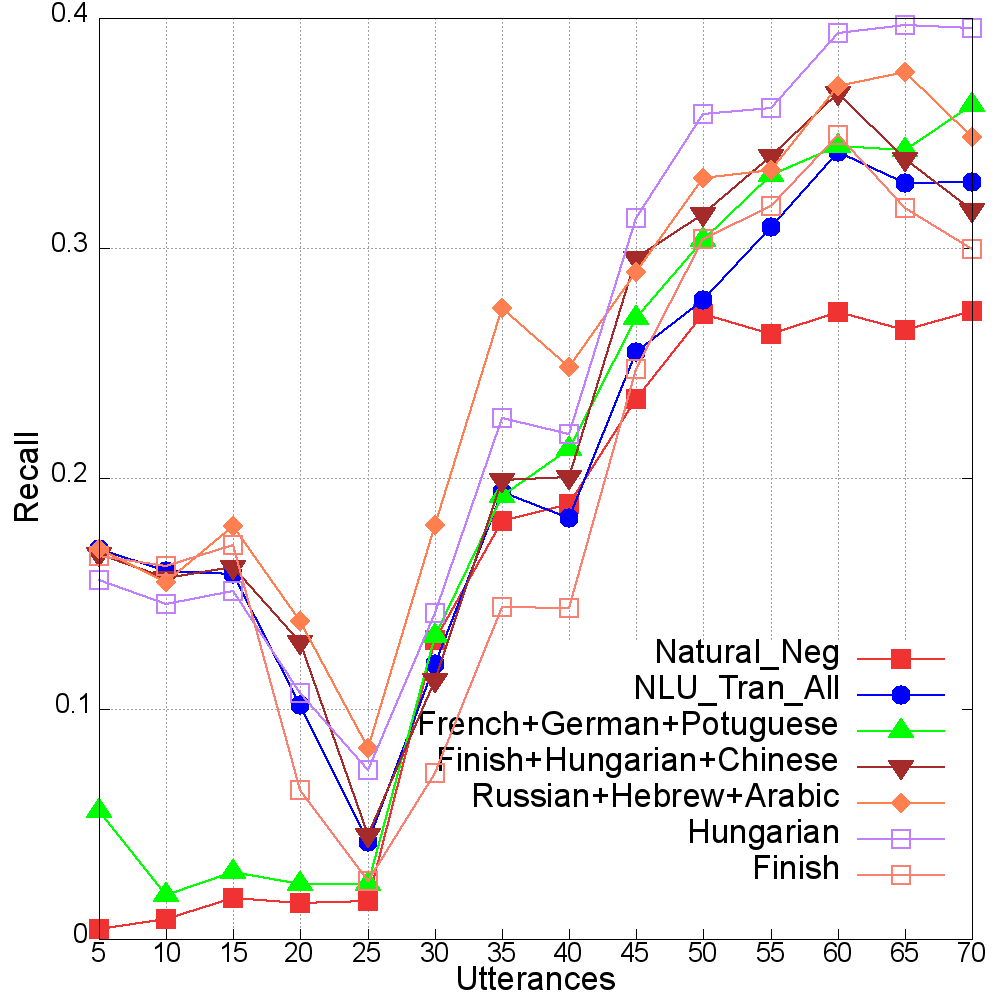 0.4
0.3
0.2
0.1
0
Recall
Natural_Neg
NLU_Tran_All
French+German+Potuguese
Finish+Hungarian+Chinese
Russian+Hebrew+Arabic
Hungarian
Finish
5 10 15 20 25 30 35 40 45 50 55 60 65 70
Utterances